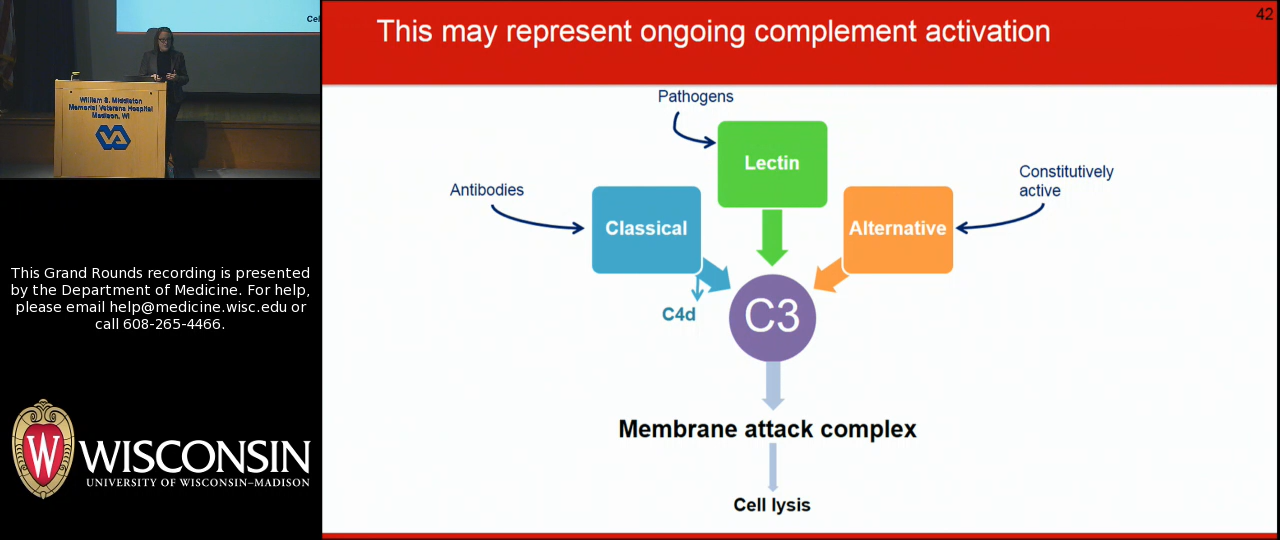 Cel
William S. Middleton
Memorial Veterans Hospital
Madison, WI
VA
This Grand Rounds recording is presented
by the Department of Medicine. For help,
please email help@medicine.wisc.edu or
call 608-265-4466.
W
WISCONSIN
UNIVERSITY OF WISCONSIN–MADISON
42
This may represent ongoing complement activation
Pathogens
Lectin
Constitutively
active
Antibodies
Classical
Alternative
C4d
C3
Membrane attack complex
Cell lysis